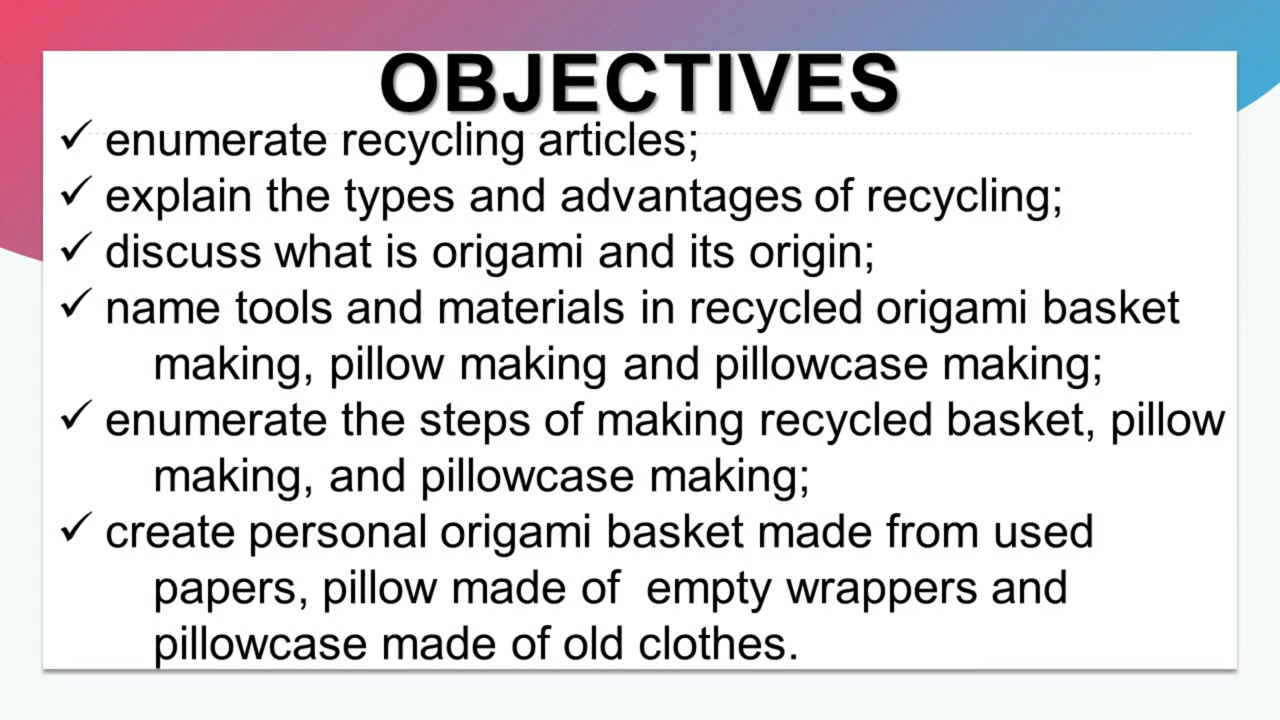 OBJECTIVES
✓ enumerate recycling articles;
✓ explain the types and advantages of recycling;
✓ discuss what is origami and its origin;
✓ name tools and materials in recycled origami basket
making, pillow making and pillowcase making;
✓ enumerate the steps of making recycled basket, pillow
making, and pillowcase making;
✓ create personal origami basket made from used
papers, pillow made of  empty wrappers and
pillowcase made of old clothes.